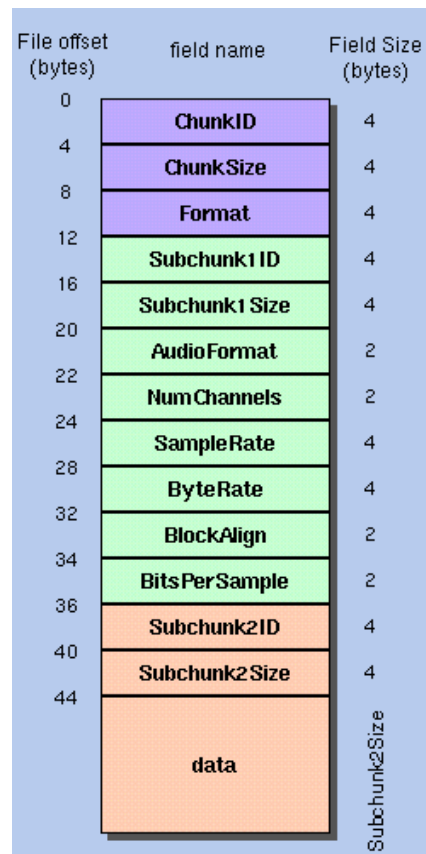 File offset
(bytes)
field name
Field Size
(bytes)
0
ChunkID
4
4
ChunkSize
4
8
Format
4
12
Subchunk1ID
4
16
Subchunk1Size
4
20
AudioFormat
2
22
NumChannels
2
24
SampleRate
4
28
ByteRate
4
32
BlockAlign
2
34
BitsPerSample
2
36
Subchunk2ID
4
40
Subchunk2Size
4
44
data
Subchunk2Size